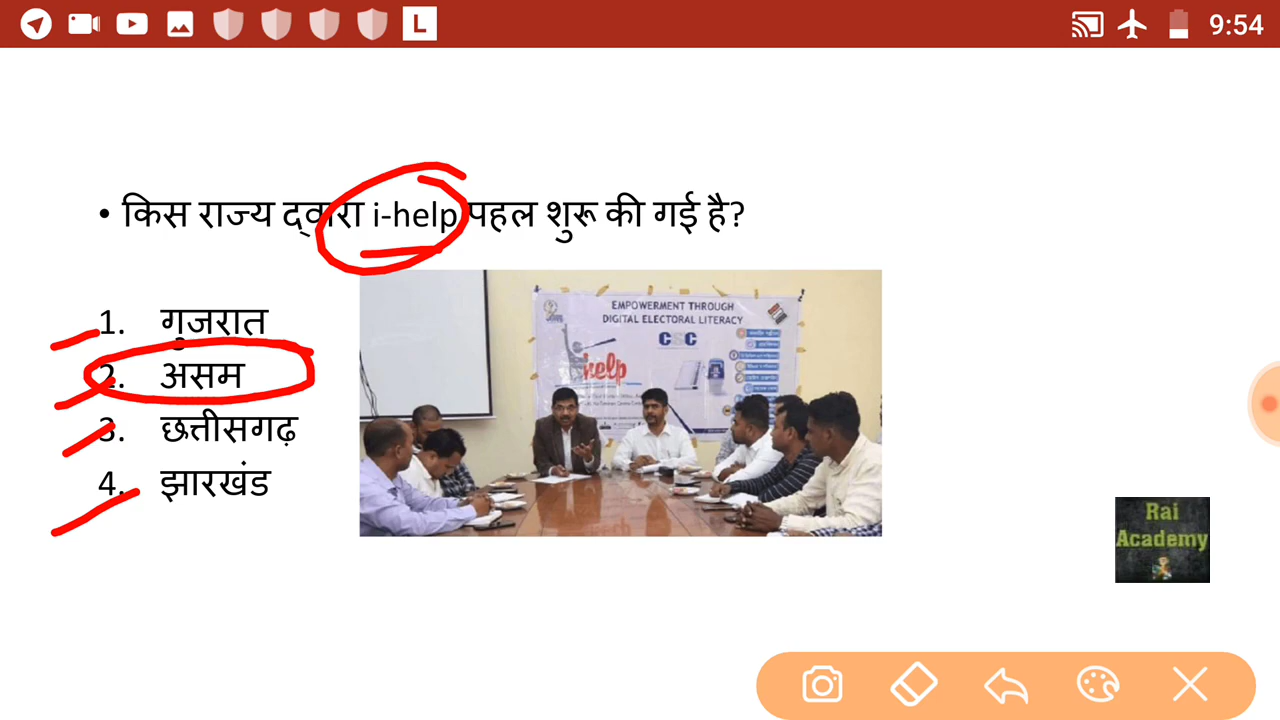 L
9:54
• किस राज्य द्वारा i-help पहल शुरू की गई है?
1. गुजरात
2. असम
3. छत्तीसगढ़
4. झारखंड
EMPOWERMENT THROUGH
DIGITAL ELECTORAL LITERACY
CSC
help
Rai
Academy